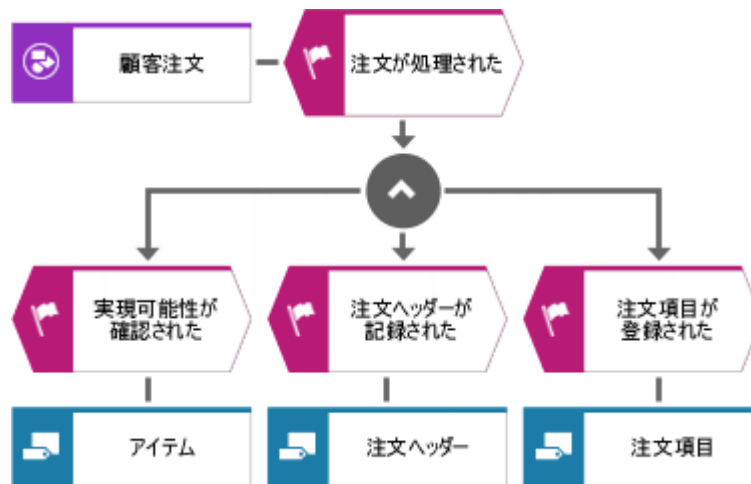 顧客注文
注文が処理された
実現可能性が
確認された
注文ヘッダーが
記録された
注文項目が
登録された
アイテム
注文ヘッダー
注文項目